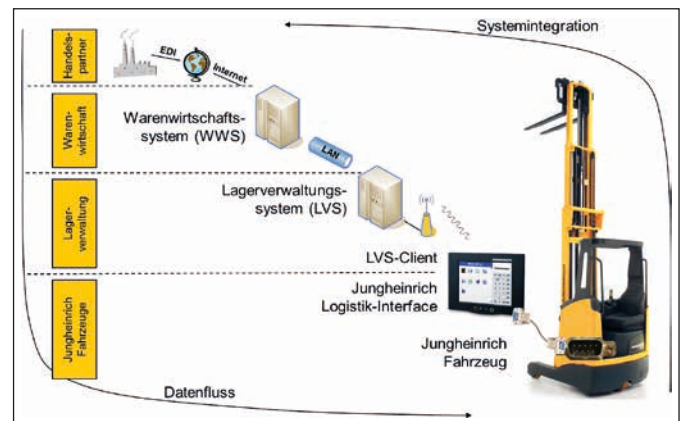 Systemintegration
Handels-
partner
EDI
Internet
Waren-
wirtschaft
Warenwirtschafts-
system (WWS)
LAN
Lager-
verwaltung
Lagerverwaltungs-
system (LVS)
LVS-Client
Jungheinrich
Logistik-Interface
Jungheinrich
Fahrzeuge
Jungheinrich
Fahrzeug
Datenfluss